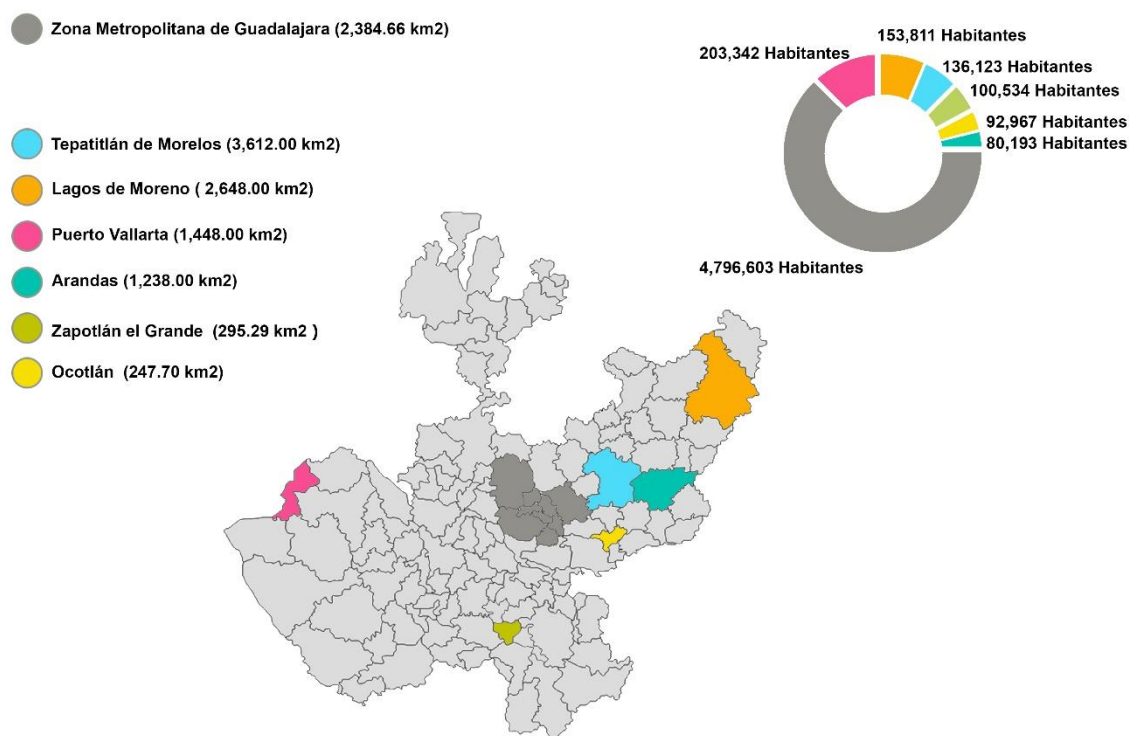 Zona Metropolitana de Guadalajara (2,384.66 km2)
Tepatitlán de Morelos (3,612.00 km2)
Lagos de Moreno ( 2,648.00 km2)
Puerto Vallarta (1,448.00 km2)
Arandas (1,238.00 km2)
Zapotlán el Grande (295.29 km2 )
Ocotlán (247.70 km2)
153,811 Habitantes
203,342 Habitantes
136,123 Habitantes
100,534 Habitantes
92,967 Habitantes
80,193 Habitantes
4,796,603 Habitantes